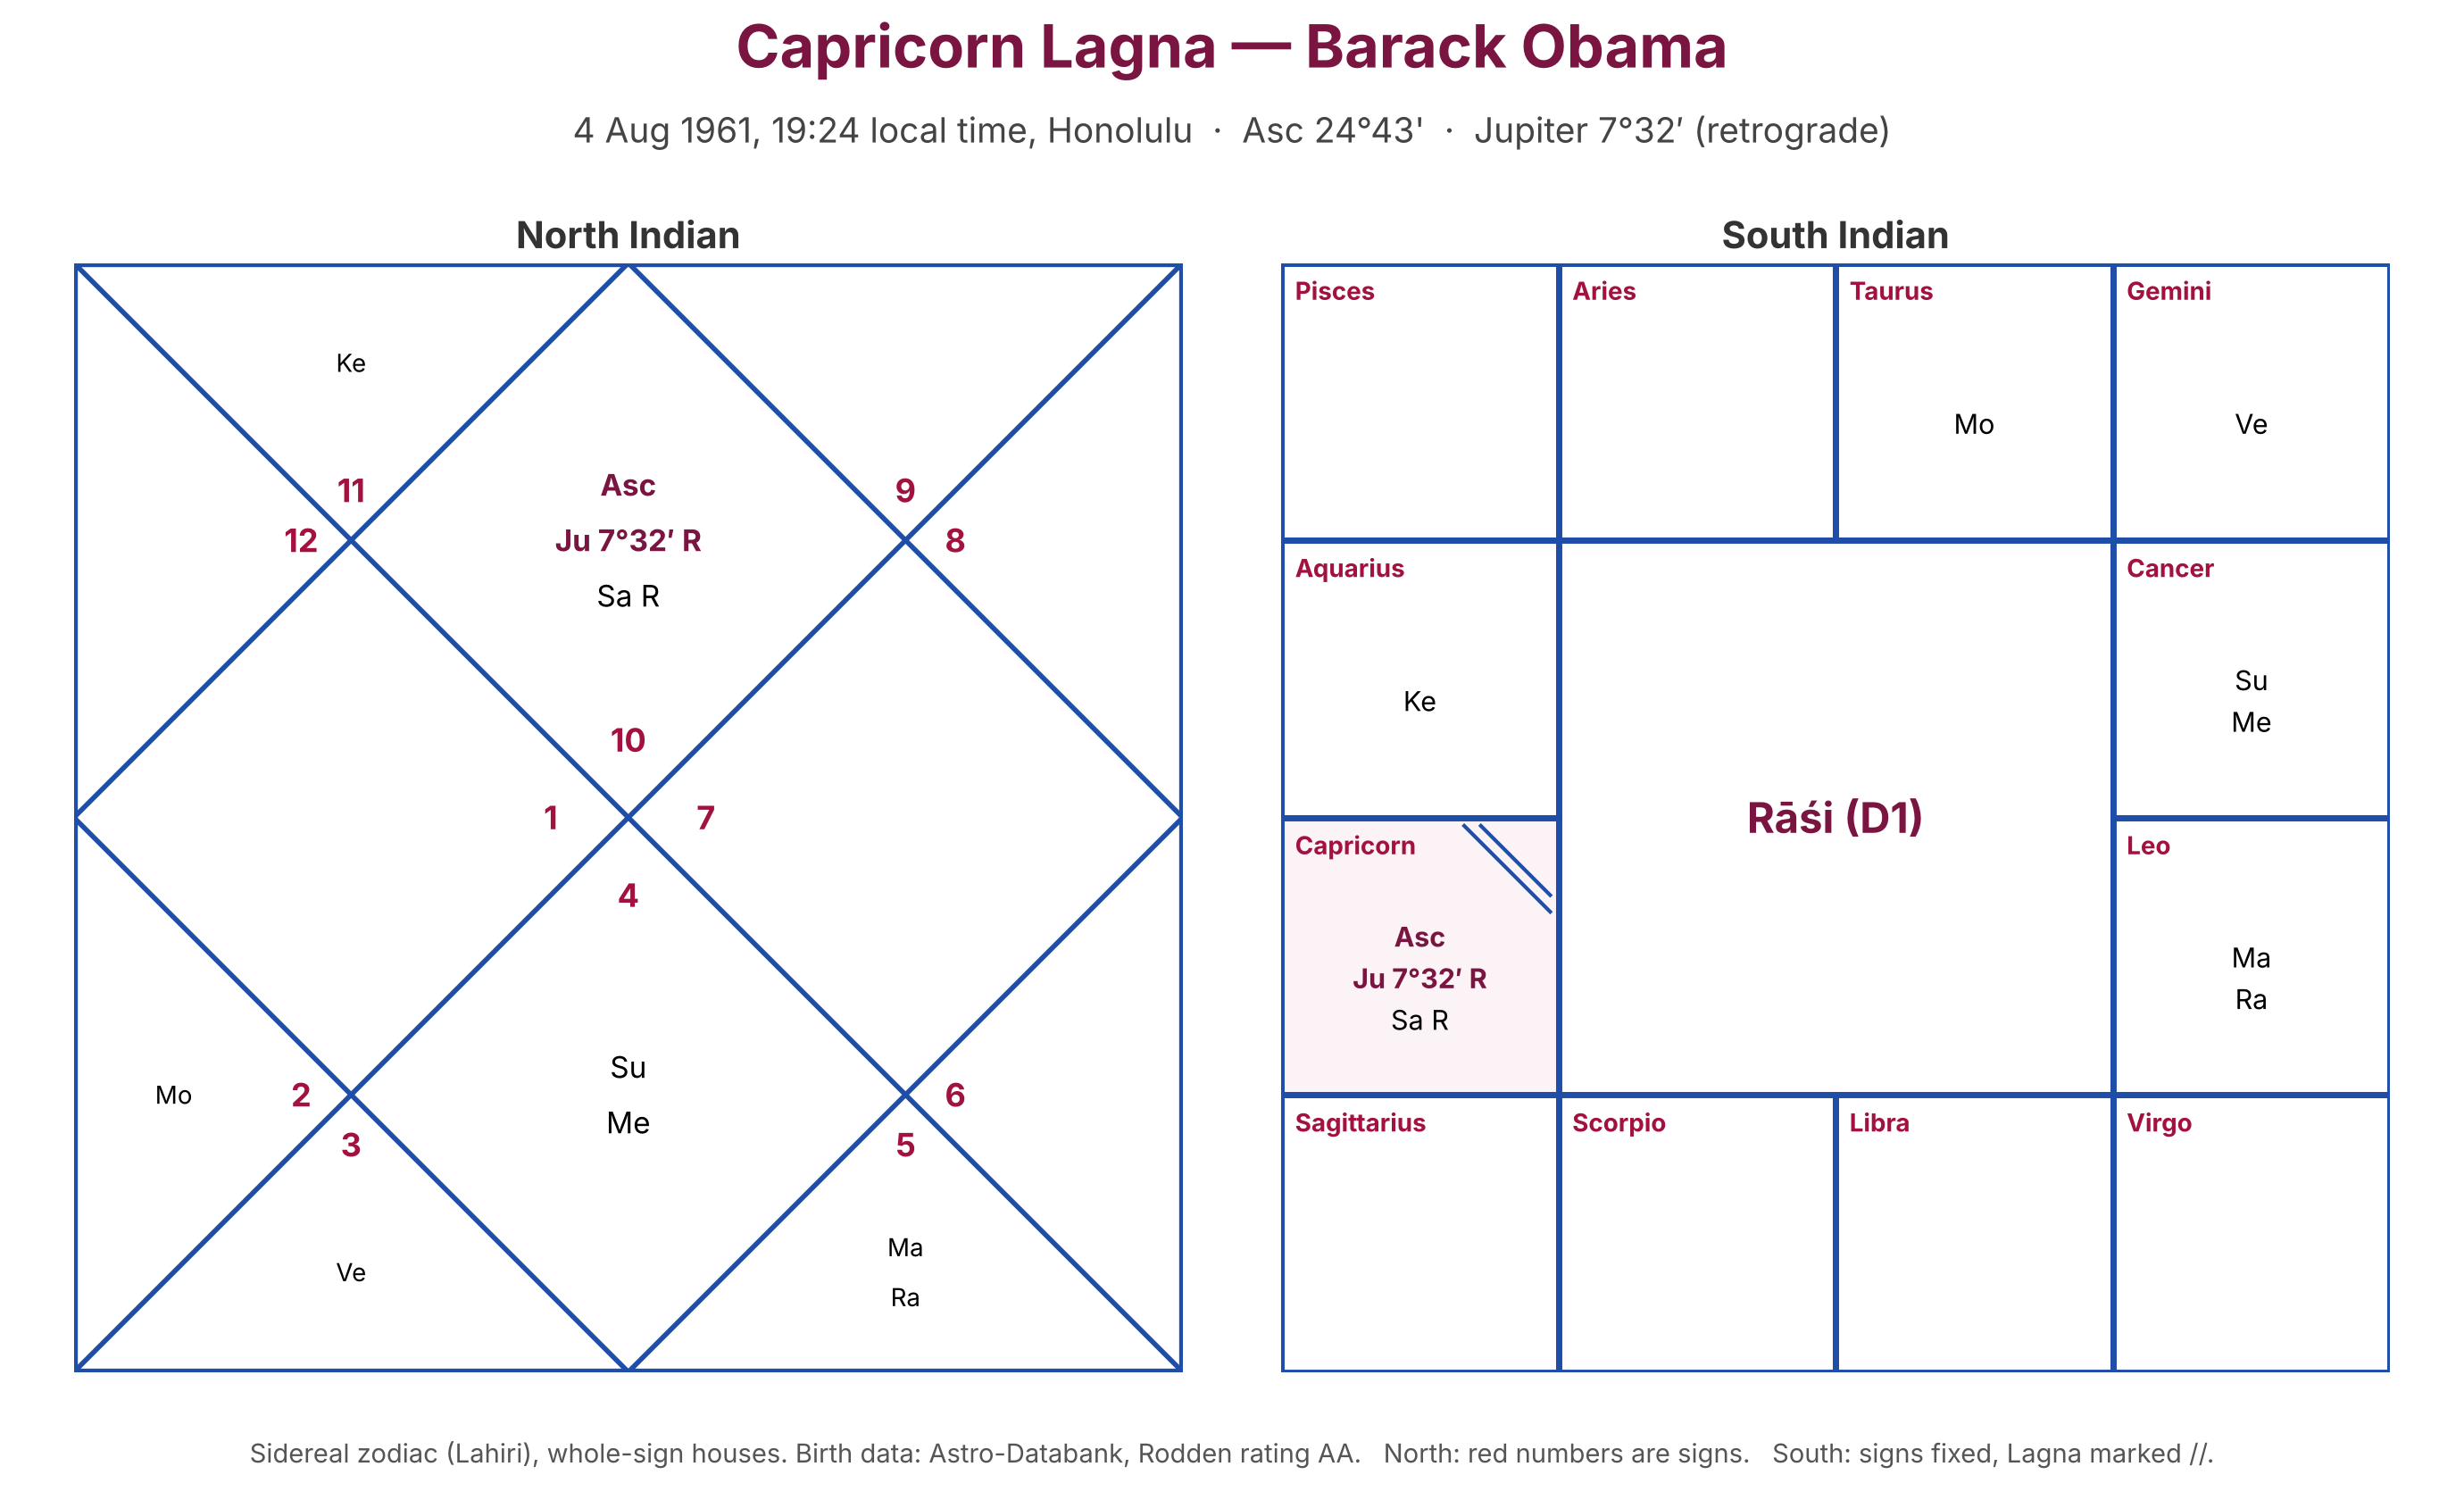 Capricorn Lagna — Barack Obama
4 Aug 1961, 19:24 local time, Honolulu · Asc 24°43' · Jupiter 7°32′ (retrograde)
North Indian
Ke
11
12
Asc
Ju 7°32′ R
Sa R
10
9
8
1
7
4
Mo
2
3
Ve
Su
Me
6
5
Ma
Ra
South Indian
Pisces
Aries
Taurus
Mo
Gemini
Ve
Aquarius
Ke
Cancer
Su
Me
Rāśi (D1)
Capricorn
Asc
Ju 7°32′ R
Sa R
Leo
Ma
Ra
Sagittarius
Scorpio
Libra
Virgo
Sidereal zodiac (Lahiri), whole-sign houses. Birth data: Astro-Databank, Rodden rating AA. North: red numbers are signs. South: signs fixed, Lagna marked //.